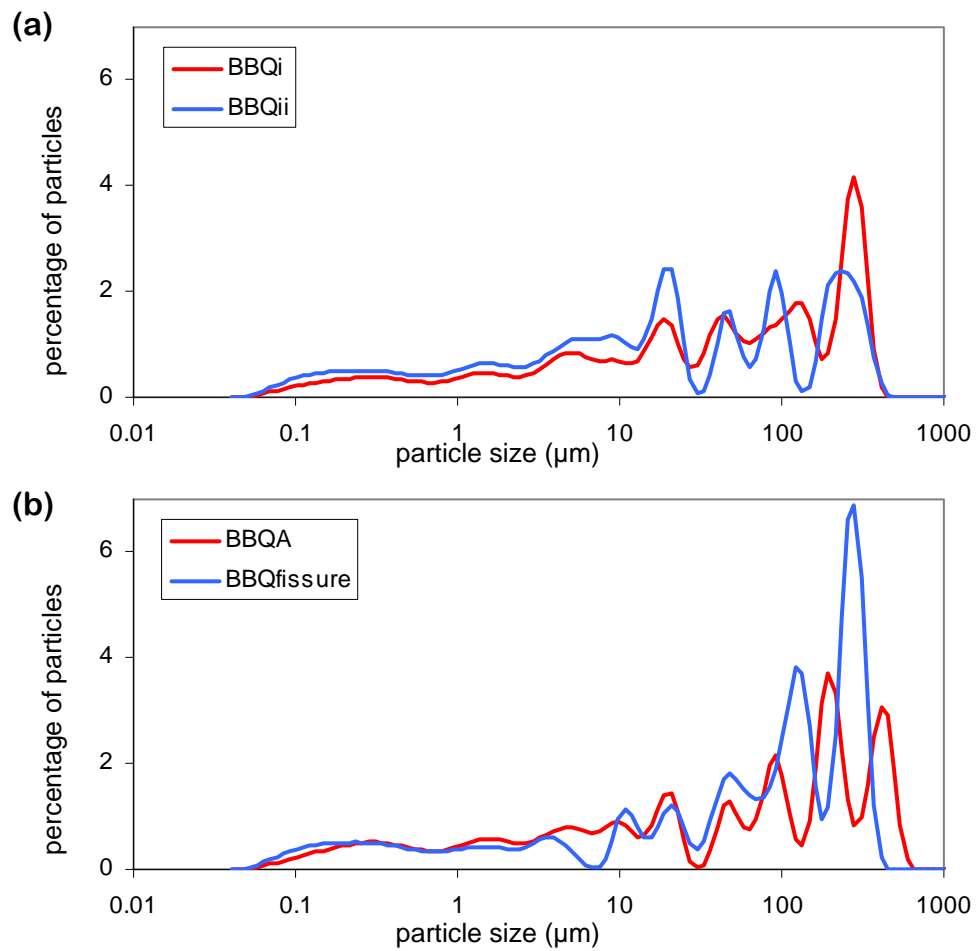 (a)
BBQi
BBQii
percentage of particles
6
4
2
0
0.01 0.1 1 10 100 1000
particle size (µm)
(b)
BBQA
BBQfissure
percentage of particles
6
4
2
0
0.01 0.1 1 10 100 1000
particle size (µm)